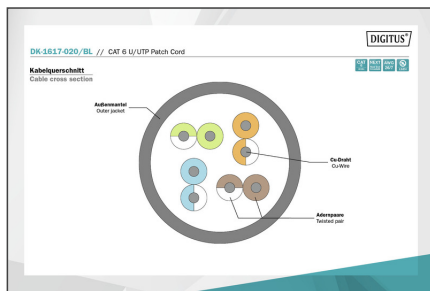 DIGITUS®
DK-1617-020/BL // CAT 6 U/UTP Patch Cord
Kabelquerschnitt
Cable cross section
Außenmantel
Outer jacket
Cu-Draht
Cu-Wire
Adernpaare
Twisted pair